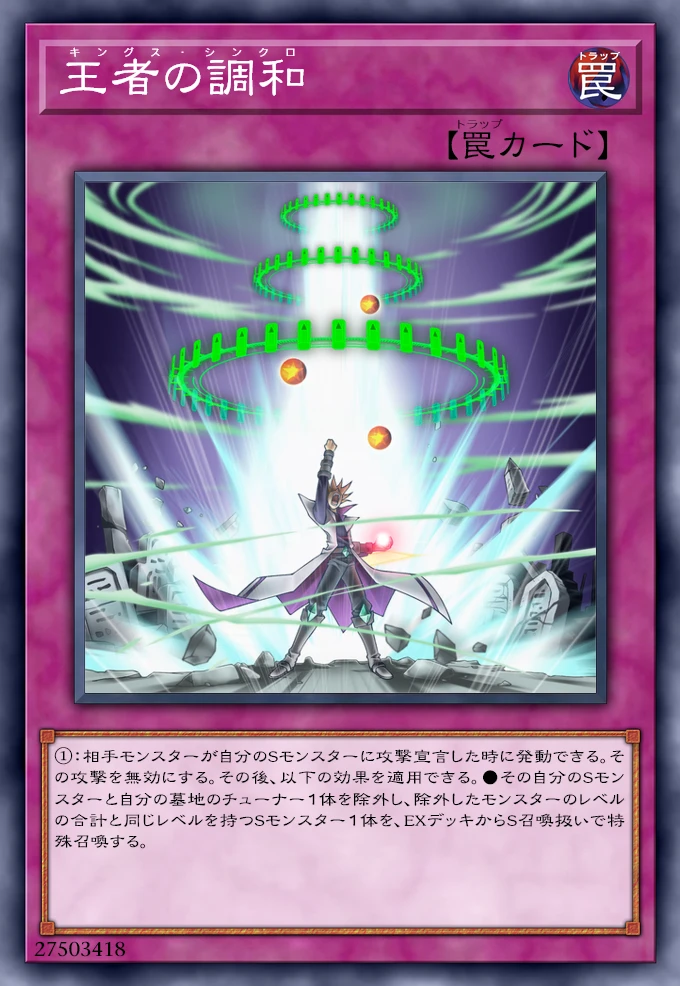 キングス・シンクロ
王者の調和
トラップ
罠
トラップ
【罠カード】
①：相手モンスターが自分のSモンスターに攻撃宣言した時に発動できる。そ
の攻撃を無効にする。その後、以下の効果を適用できる。●その自分のSモン
スターと自分の墓地のチューナー１体を除外し、除外したモンスターのレベル
の合計と同じレベルを持つSモンスター１体を、EXデッキからS召喚扱いで特
殊召喚する。
27503418